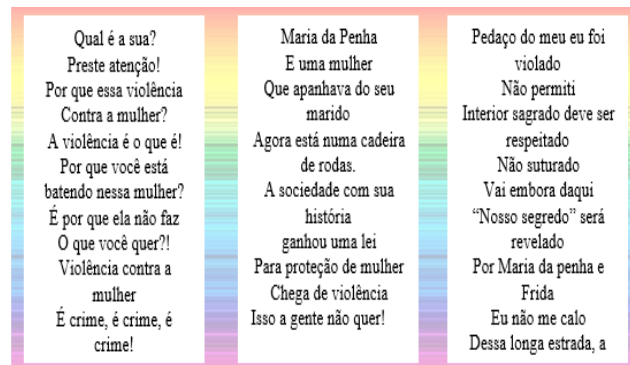 Qual é a sua?
Preste atenção!
Por que essa violência
Contra a mulher?
A violência é o que é!
Por que você está
batendo nessa mulher?
É por que ela não faz
O que você quer?!
Violência contra a
mulher
É crime, é crime, é
crime!
Maria da Penha
E uma mulher
Que apanhava do seu
marido
Agora está numa cadeira
de rodas.
A sociedade com sua
história
ganhou uma lei
Para proteção de mulher
Chega de violência
Isso a gente não quer!
Pedaço do meu eu foi
violado
Não permiti
Interior sagrado deve ser
respeitado
Não suturado
Vai embora daqui
“Nosso segredo” será
revelado
Por Maria da penha e
Frida
Eu não me calo
Dessa longa estrada, a